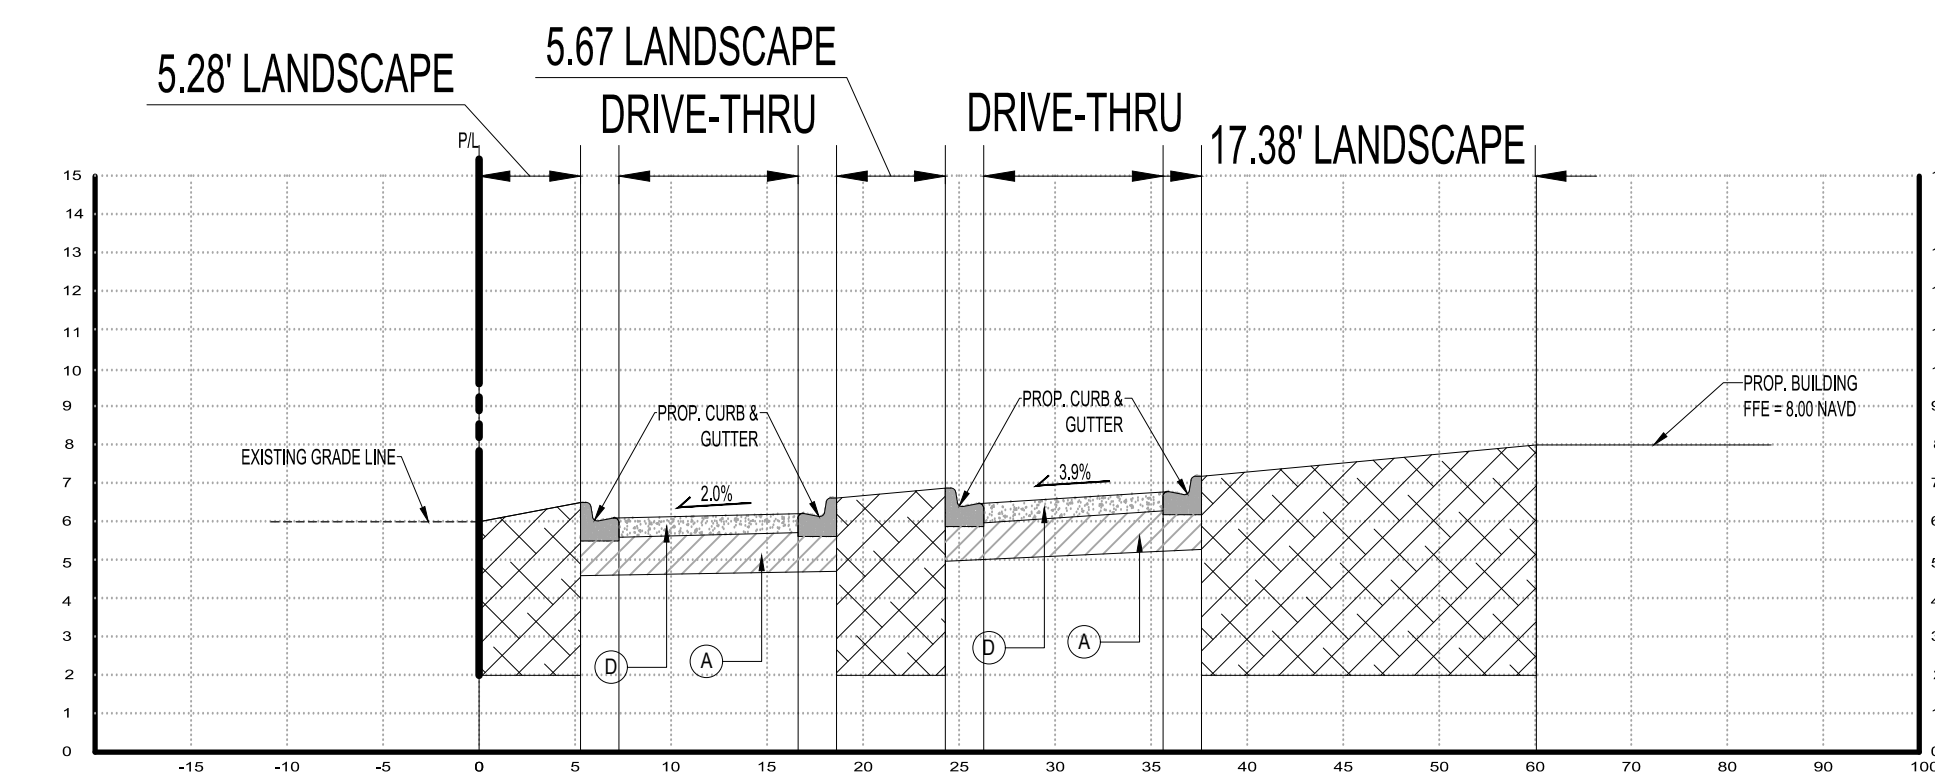 5.28' LANDSCAPE
5.67 LANDSCAPE
DRIVE-THRU
DRIVE-THRU
17.38' LANDSCAPE
P/L
15
14
13
12
11
10
9
8
7
6
5
4
3
2
1
0
EXISTING GRADE LINE
PROP. CURB &
GUTTER
2.0%
PROP. CURB &
GUTTER
3.9%
PROP. BUILDING
FFE = 8.00 NAVD
D
A
D
A
-15 -10 -5 0 5 10 15 20 25 30 35 40 45 50 60 70 80 90 100